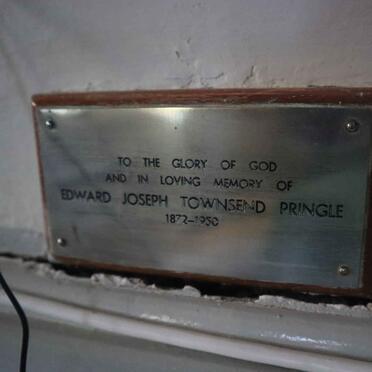 TO THE GLORY OF GOD
AND IN LOVING MEMORY OF
EDWARD JOSEPH TOWNSEND PRINGLE
1872-1950